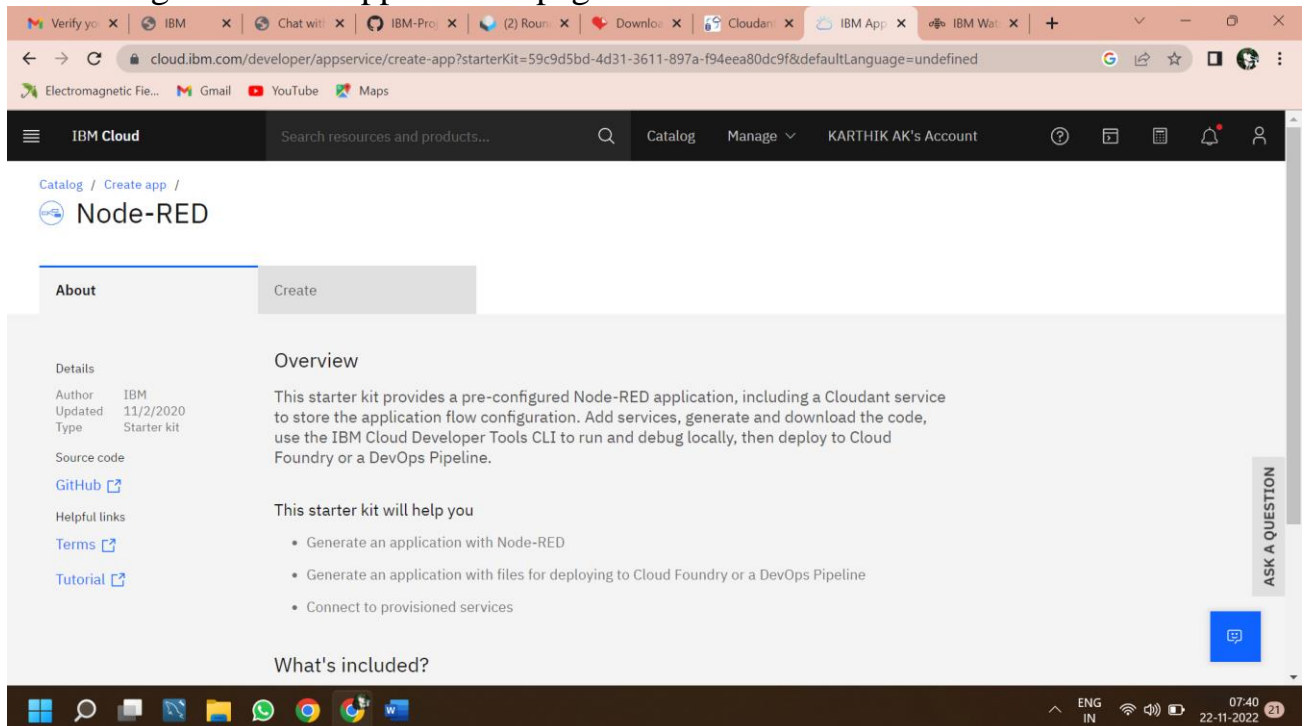 Verify yo
IBM
Chat with
IBM-Proj
(2) Roun
Downloa
Cloudant
IBM App
IBM Wat
cloud.ibm.com/developer/appservice/create-app?starterKit=59c9d5bd-4d31-3611-897a-f94eea80dc9f&defaultLanguage=undefined
Electromagnetic Fie... Gmail YouTube Maps
IBM Cloud Search resources and products... Catalog Manage KARTHIK AK's Account
Catalog / Create app /
Node-RED
About Create
Details
Author IBM
Updated 11/2/2020
Type Starter kit
Source code
GitHub
Helpful links
Terms
Tutorial
Overview
This starter kit provides a pre-configured Node-RED application, including a Cloudant service
to store the application flow configuration. Add services, generate and download the code,
use the IBM Cloud Developer Tools CLI to run and debug locally, then deploy to Cloud
Foundry or a DevOps Pipeline.
This starter kit will help you
• Generate an application with Node-RED
• Generate an application with files for deploying to Cloud Foundry or a DevOps Pipeline
• Connect to provisioned services
What's included?
ASK A QUESTION
ENG
IN
07:40
22-11-2022
21